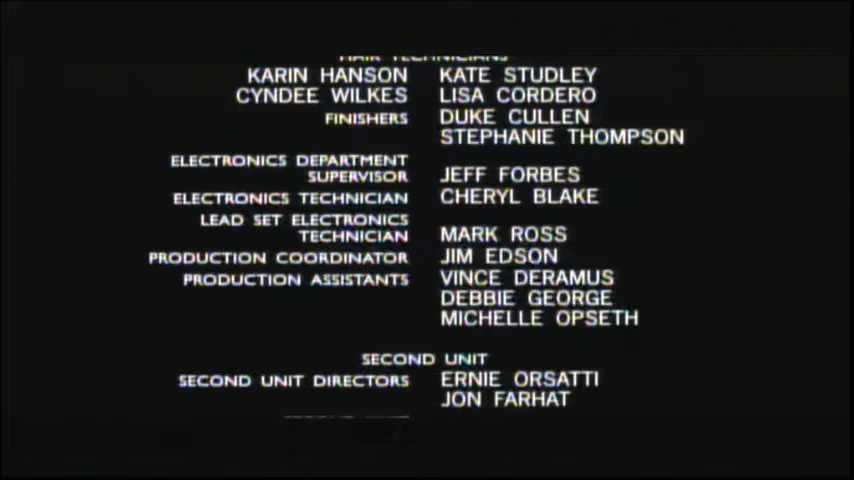 HAIR TECHNICIANS
KARIN HANSON KATE STUDLEY
CYNDEE WILKES LISA CORDERO
FINISHERS DUKE CULLEN
STEPHANIE THOMPSON
ELECTRONICS DEPARTMENT
SUPERVISOR JEFF FORBES
ELECTRONICS TECHNICIAN CHERYL BLAKE
LEAD SET ELECTRONICS
TECHNICIAN MARK ROSS
PRODUCTION COORDINATOR JIM EDSON
PRODUCTION ASSISTANTS VINCE DERAMUS
DEBBIE GEORGE
MICHELLE OPSETH
SECOND UNIT
SECOND UNIT DIRECTORS ERNIE ORSATTI
JON FARHAT